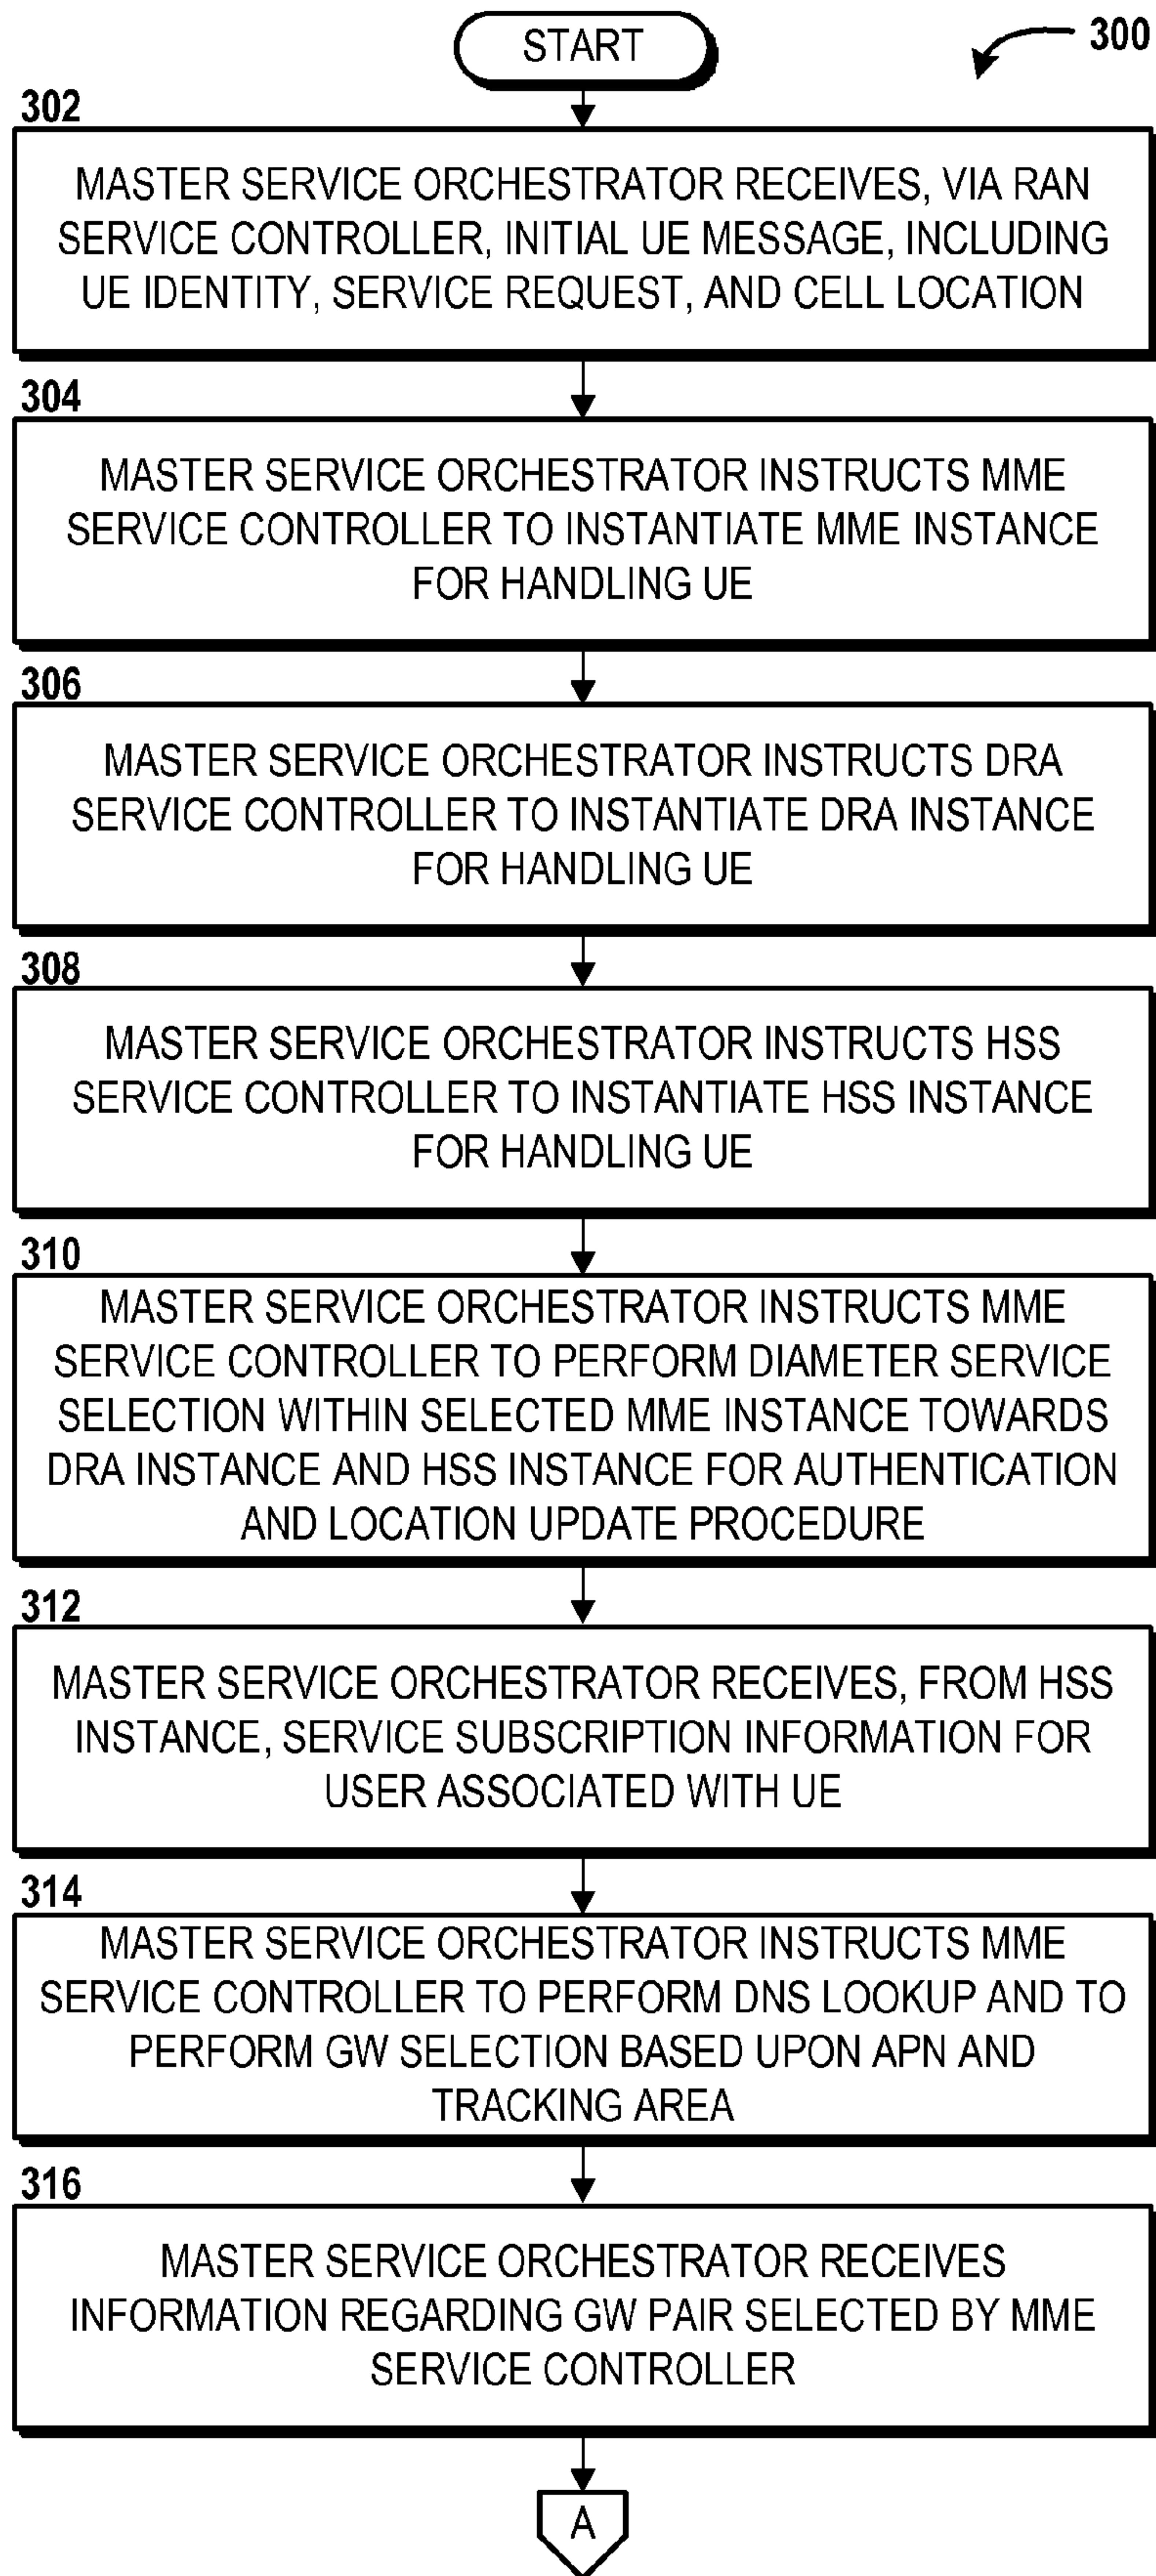 START
300
302
MASTER SERVICE ORCHESTRATOR RECEIVES, VIA RAN
SERVICE CONTROLLER, INITIAL UE MESSAGE, INCLUDING
UE IDENTITY, SERVICE REQUEST, AND CELL LOCATION
304
MASTER SERVICE ORCHESTRATOR INSTRUCTS MME
SERVICE CONTROLLER TO INSTANTIATE MME INSTANCE
FOR HANDLING UE
306
MASTER SERVICE ORCHESTRATOR INSTRUCTS DRA
SERVICE CONTROLLER TO INSTANTIATE DRA INSTANCE
FOR HANDLING UE
308
MASTER SERVICE ORCHESTRATOR INSTRUCTS HSS
SERVICE CONTROLLER TO INSTANTIATE HSS INSTANCE
FOR HANDLING UE
310
MASTER SERVICE ORCHESTRATOR INSTRUCTS MME
SERVICE CONTROLLER TO PERFORM DIAMETER SERVICE
SELECTION WITHIN SELECTED MME INSTANCE TOWARDS
DRA INSTANCE AND HSS INSTANCE FOR AUTHENTICATION
AND LOCATION UPDATE PROCEDURE
312
MASTER SERVICE ORCHESTRATOR RECEIVES, FROM HSS
INSTANCE, SERVICE SUBSCRIPTION INFORMATION FOR
USER ASSOCIATED WITH UE
314
MASTER SERVICE ORCHESTRATOR INSTRUCTS MME
SERVICE CONTROLLER TO PERFORM DNS LOOKUP AND TO
PERFORM GW SELECTION BASED UPON APN AND
TRACKING AREA
316
MASTER SERVICE ORCHESTRATOR RECEIVES
INFORMATION REGARDING GW PAIR SELECTED BY MME
SERVICE CONTROLLER
A